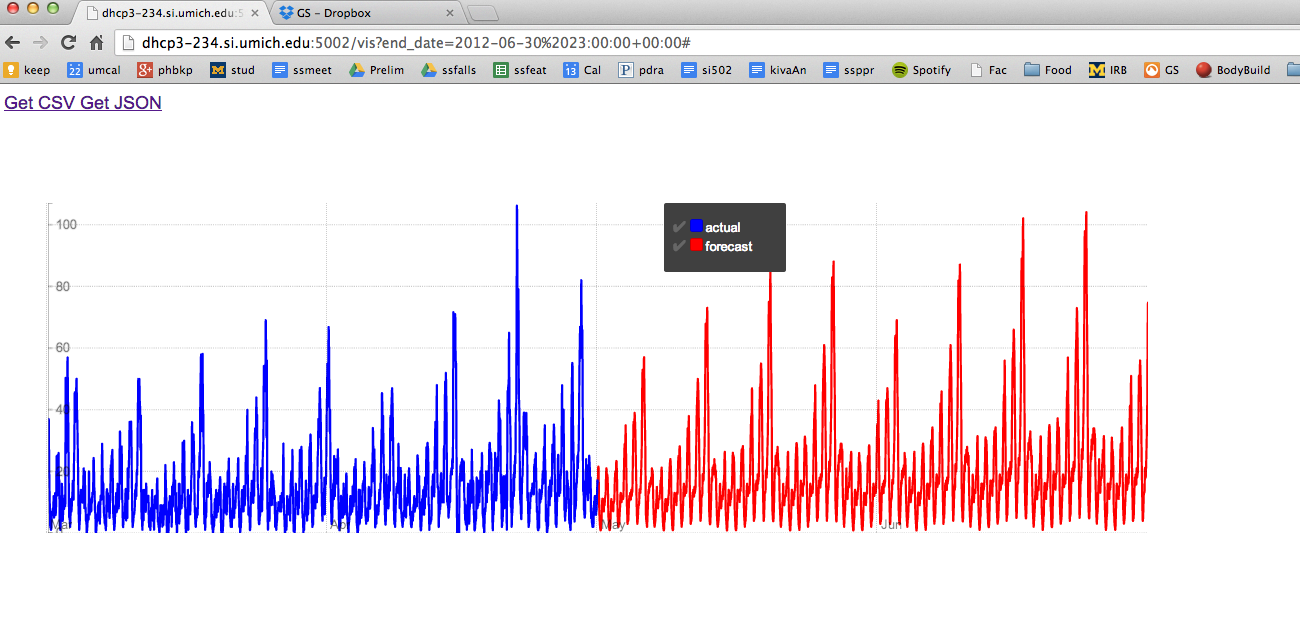 dhcp3-234.si.umich.edu:5 GS – Dropbox
dhcp3-234.si.umich.edu:5002/vis?end_date=2012-06-30%2023:00:00+00:00#
keep 22 umcal g+ phbkp M stud ssmeet Prelim ssfalls ssfeat 13 Cal P pdra si502 kivaAn ssppr Spotify Fac Food M IRB GS BodyBuild
Get CSV Get JSON
actual
forecast
100
80
60
40
20
Mar Apr May Jun